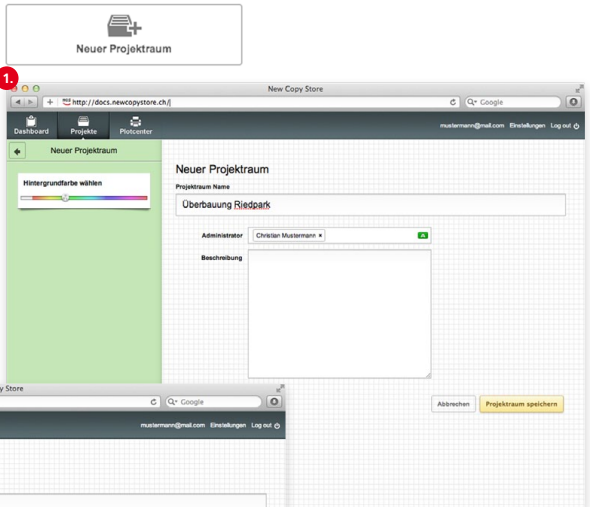 Neuer Projektraum
1.
New Copy Store
http://docs.newcopystore.ch/
Google
Dashboard Projekte Plotcenter
mustermann@mail.com Einstellungen Log out
Neuer Projektraum
Hintergrundfarbe wählen
Neuer Projektraum
Projektraum Name
Überbauung Riedpark
Administrator Christian Mustermann ×
Beschreibung
y Store
Google
Abbrechen Projektraum speichern
mustermann@mail.com Einstellungen Log out